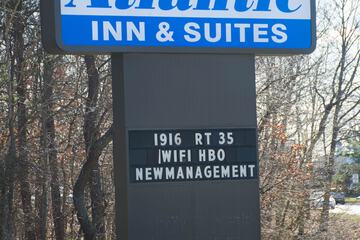 Atlantic
INN & SUITES
1916 RT 35
WIFI HBO
NEWMANAGEMENT